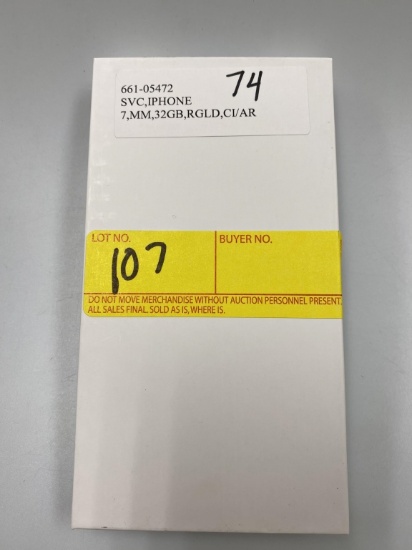 661-05472
SVC,IPHONE
7,MM,32GB,RGLD,CI/AR
74
LOT NO.
107
BUYER NO.
DO NOT MOVE MERCHANDISE WITHOUT AUCTION PERSONNEL PRESENT.
ALL SALES FINAL. SOLD AS IS, WHERE IS.